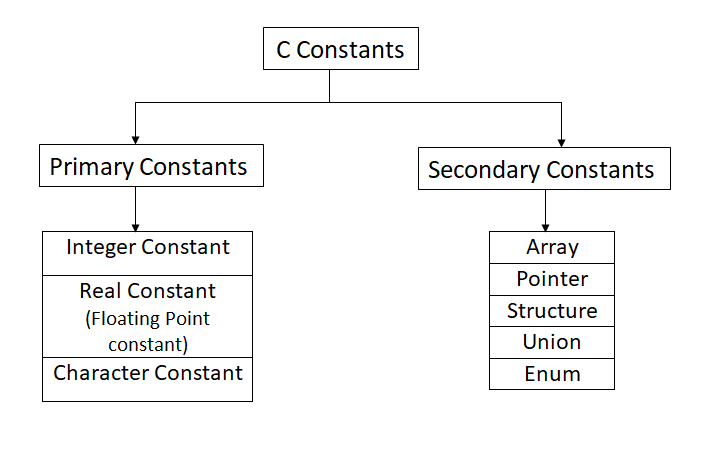 C Constants
Primary Constants
Secondary Constants
Integer Constant
Real Constant
(Floating Point
constant)
Character Constant
Array
Pointer
Structure
Union
Enum